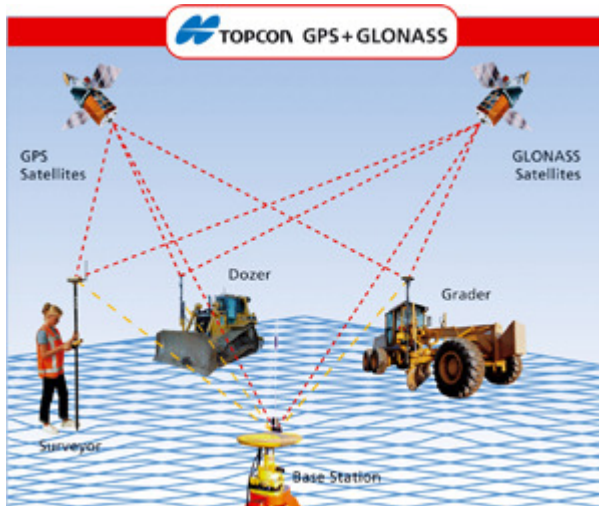 TOPCON GPS+GLONASS
GPS
Satellites
GLONASS
Satellites
Dozer
Grader
Surveyor
Base Station